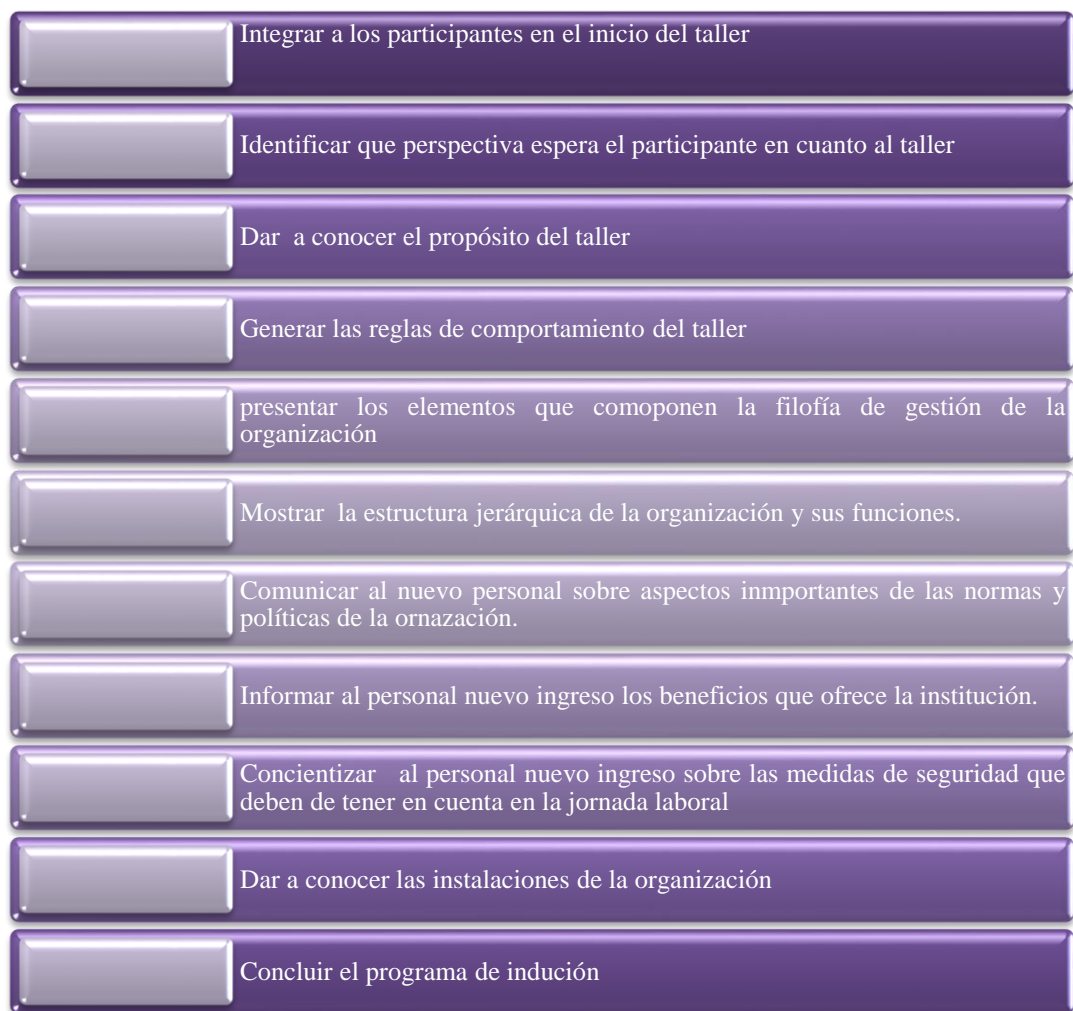 Integrar a los participantes en el inicio del taller
Identificar que perspectiva espera el participante en cuanto al taller
Dar a conocer el propósito del taller
Generar las reglas de comportamiento del taller
presentar los elementos que comoponen la filofía de gestión de la
organización
Mostrar la estructura jerárquica de la organización y sus funciones.
Comunicar al nuevo personal sobre aspectos inmportantes de las normas y
políticas de la ornazación.
Informar al personal nuevo ingreso los beneficios que ofrece la institución.
Concientizar al personal nuevo ingreso sobre las medidas de seguridad que
deben de tener en cuenta en la jornada laboral
Dar a conocer las instalaciones de la organización
Concluir el programa de indución